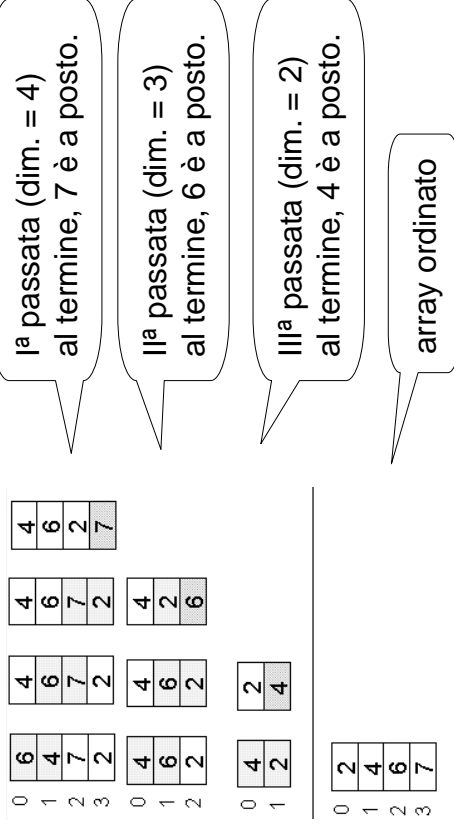 0 6 4 4 4
1 4 6 6 6
2 7 7 7 2
3 2 2 2 7
Iª passata (dim. = 4)
al termine, 7 è a posto.
0 4 4 4
1 6 6 2
2 2 2 6
IIª passata (dim. = 3)
al termine, 6 è a posto.
0 4 2
1 2 4
IIIª passata (dim. = 2)
al termine, 4 è a posto.
0 2
1 4
2 6
3 7
array ordinato